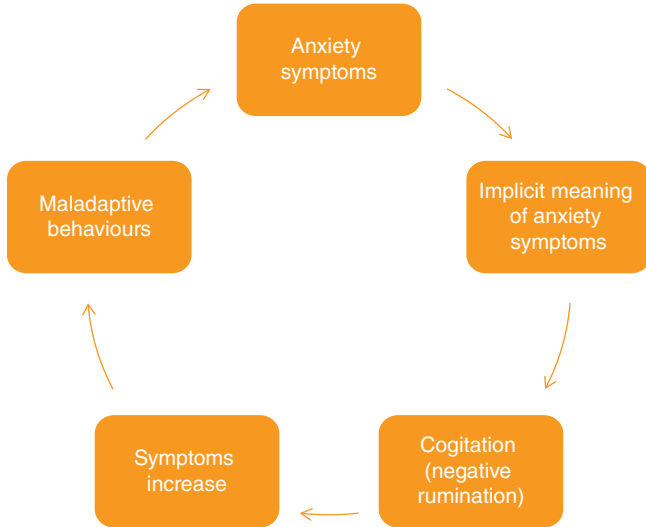 Anxiety
symptoms
Implicit meaning
of anxiety
symptoms
Cogitation
(negative
rumination)
Symptoms
increase
Maladaptive
behaviours